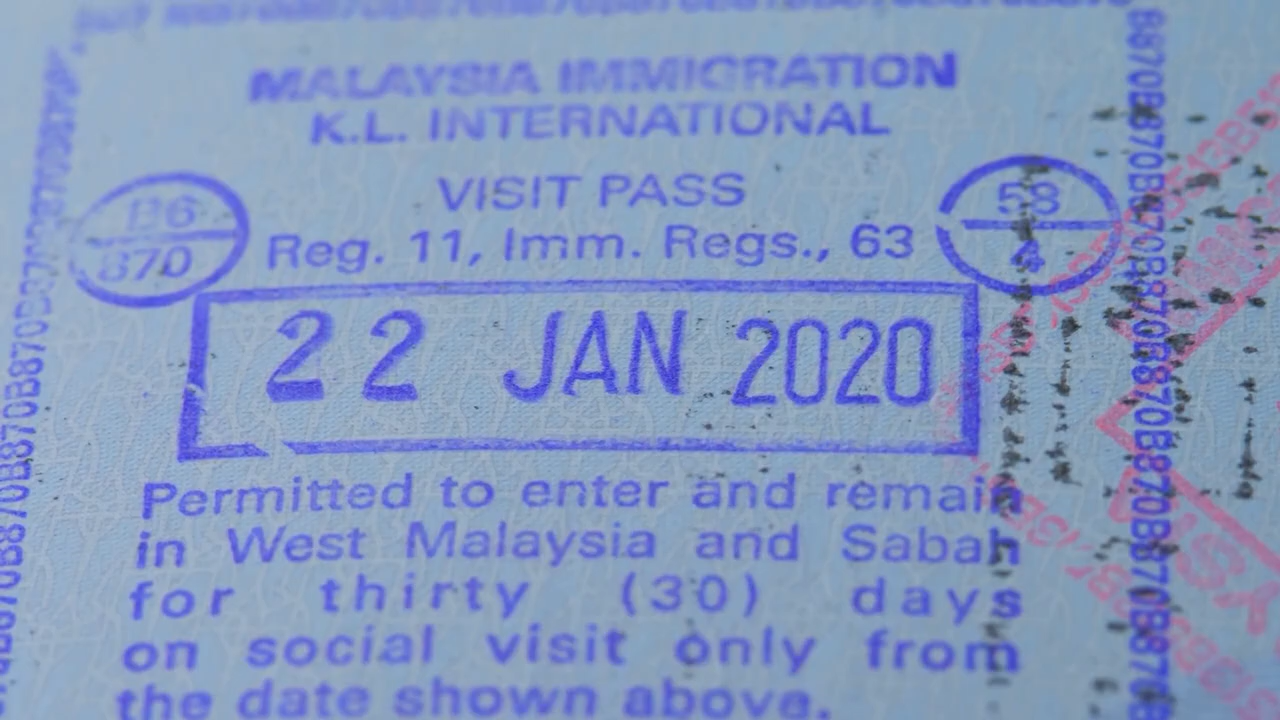 MALAYSIA IMMIGRATION
K.L. INTERNATIONAL
VISIT PASS
Reg. 11, Imm. Regs., 63
B6
870
58
4
22 JAN 2020
Permitted to enter and remain
in West Malaysia and Sabah
for thirty (30) days
on social visit only from
the date shown above.